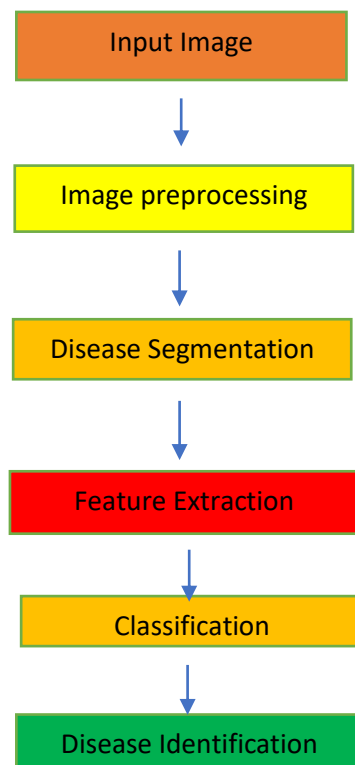 Input Image
Image preprocessing
Disease Segmentation
Feature Extraction
Classification
Disease Identification